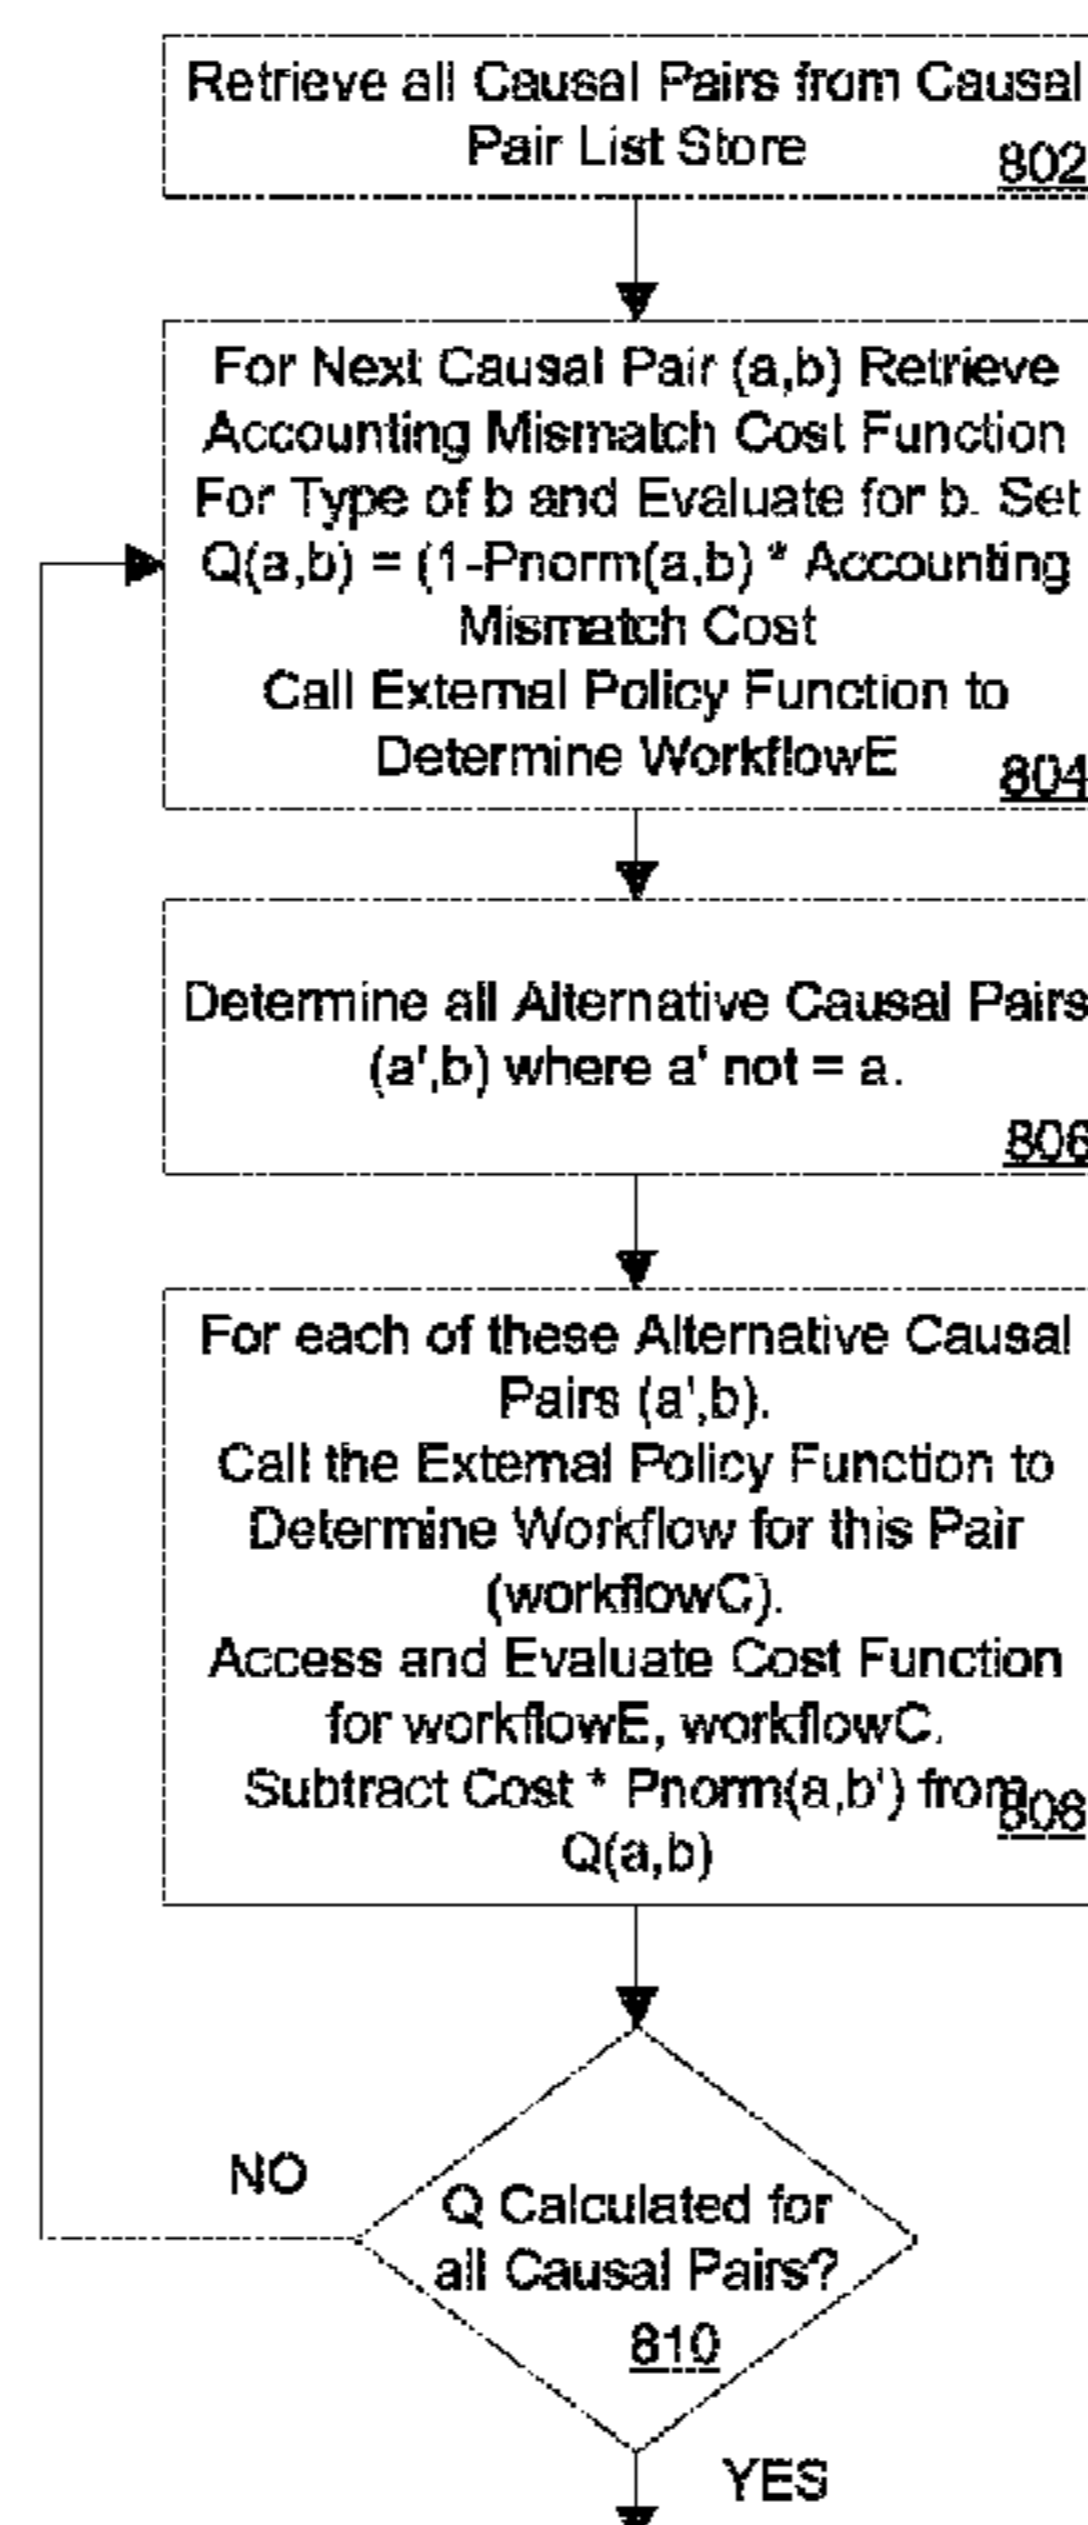 Retrieve all Causal Pairs from Causal
Pair List Store
802
For Next Causal Pair (a,b) Retrieve
Accounting Mismatch Cost Function
For Type of b and Evaluate for b. Set
Q(a,b) = (1-Pnorm(a,b) * Accounting
Mismatch Cost
Call External Policy Function to
Determine WorkflowE
804
Determine all Alternative Causal Pairs
(a',b) where a' not = a.
806
For each of these Alternative Causal
Pairs (a',b).
Call the External Policy Function to
Determine Workflow for this Pair
(workflowC).
Access and Evaluate Cost Function
for workflowE, workflowC.
Subtract Cost * Pnorm(a,b') from
808
Q(a,b)
NO
Q Calculated for
all Causal Pairs?
810
YES